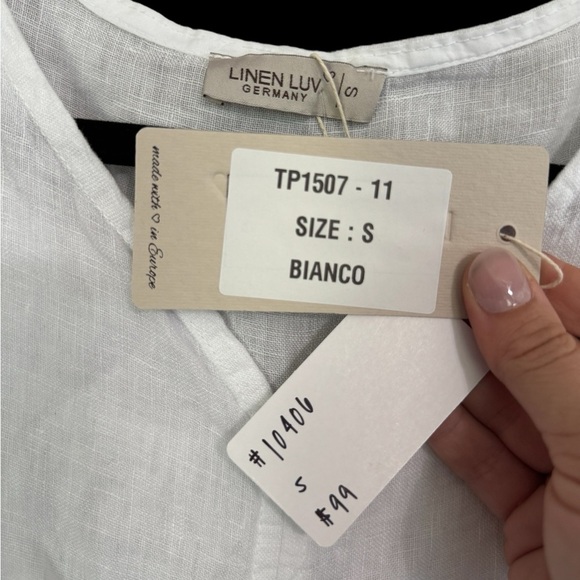 LINEN LUV
S
GERMANY
made with ♡ in Europe
TP1507 - 11
SIZE : S
BIANCO
#10406
S
$99